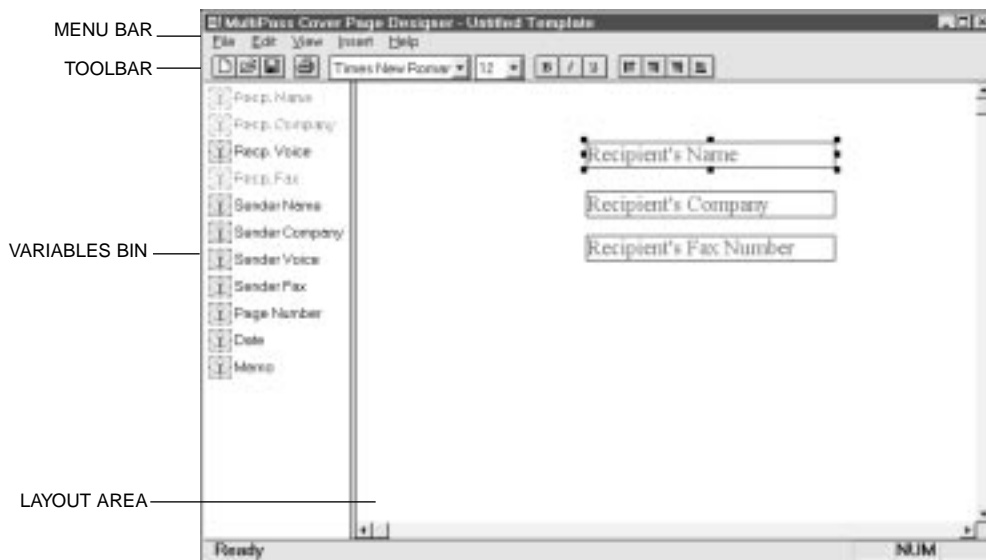 MultiPass Cover Page Designer - Untitled Template
MENU BAR
File Edit View Insert Help
TOOLBAR
Times New Roman 12 B I U
Recp. Name
Recp. Company
Recp. Voice
Recp. Fax
Sender Name
Sender Company
VARIABLES BIN
Sender Voice
Sender Fax
Page Number
Date
Memo
Recipient's Name
Recipient's Company
Recipient's Fax Number
LAYOUT AREA
Ready NUM